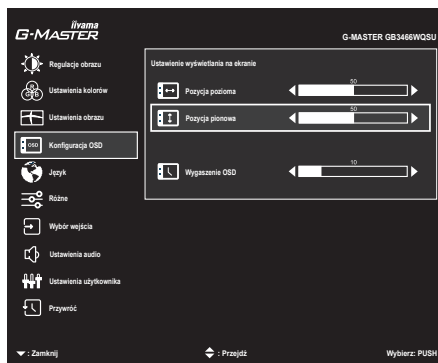 iiyama
G-MASTER
G-MASTER GB3466WQSU
Regulacje obrazu
Ustawienia kolorów
Ustawienia obrazu
OSD Konfiguracja OSD
Język
Różne
Wybór wejścia
Ustawienia audio
Ustawienia użytkownika
Przywróć
Ustawienie wyświetlania na ekranie
Pozycja pozioma 50
Pozycja pionowa 50
Wygaszenie OSD 10
: Zamknij : Przejdź Wybierz: PUSH